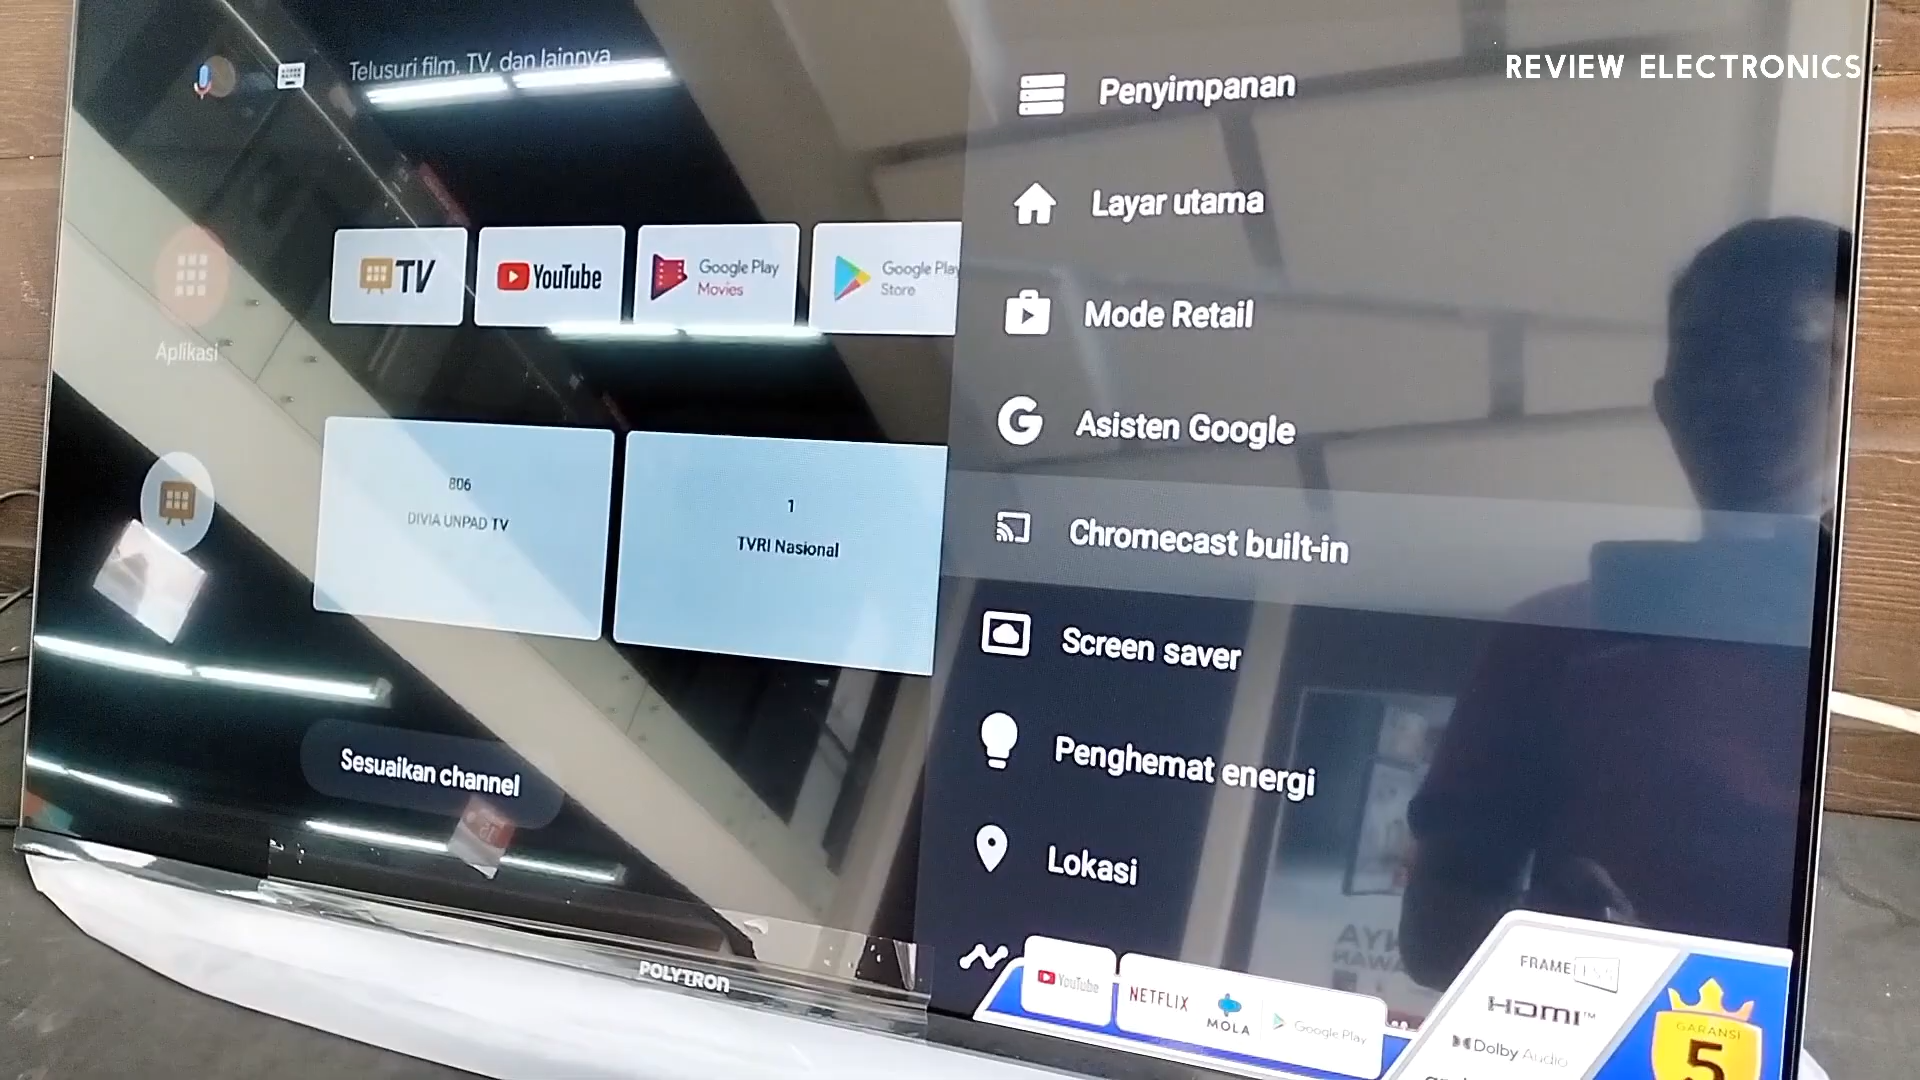 REVIEW ELECTRONICS
Telusuri film, TV, dan lainnya
TV
YouTube
Google Play
Movies
Google Play
Store
Aplikasi
806
DIVIA UNPAD TV
1
TVRI Nasional
Sesuaikan channel
Penyimpanan
Layar utama
Mode Retail
Asisten Google
Chromecast built-in
Screen saver
Penghemat energi
Lokasi
POLYTRON
YouTube
NETFLIX
MOLA
Google Play
FRAMELESS
HDMI™
Dolby Audio
GARANSI
5